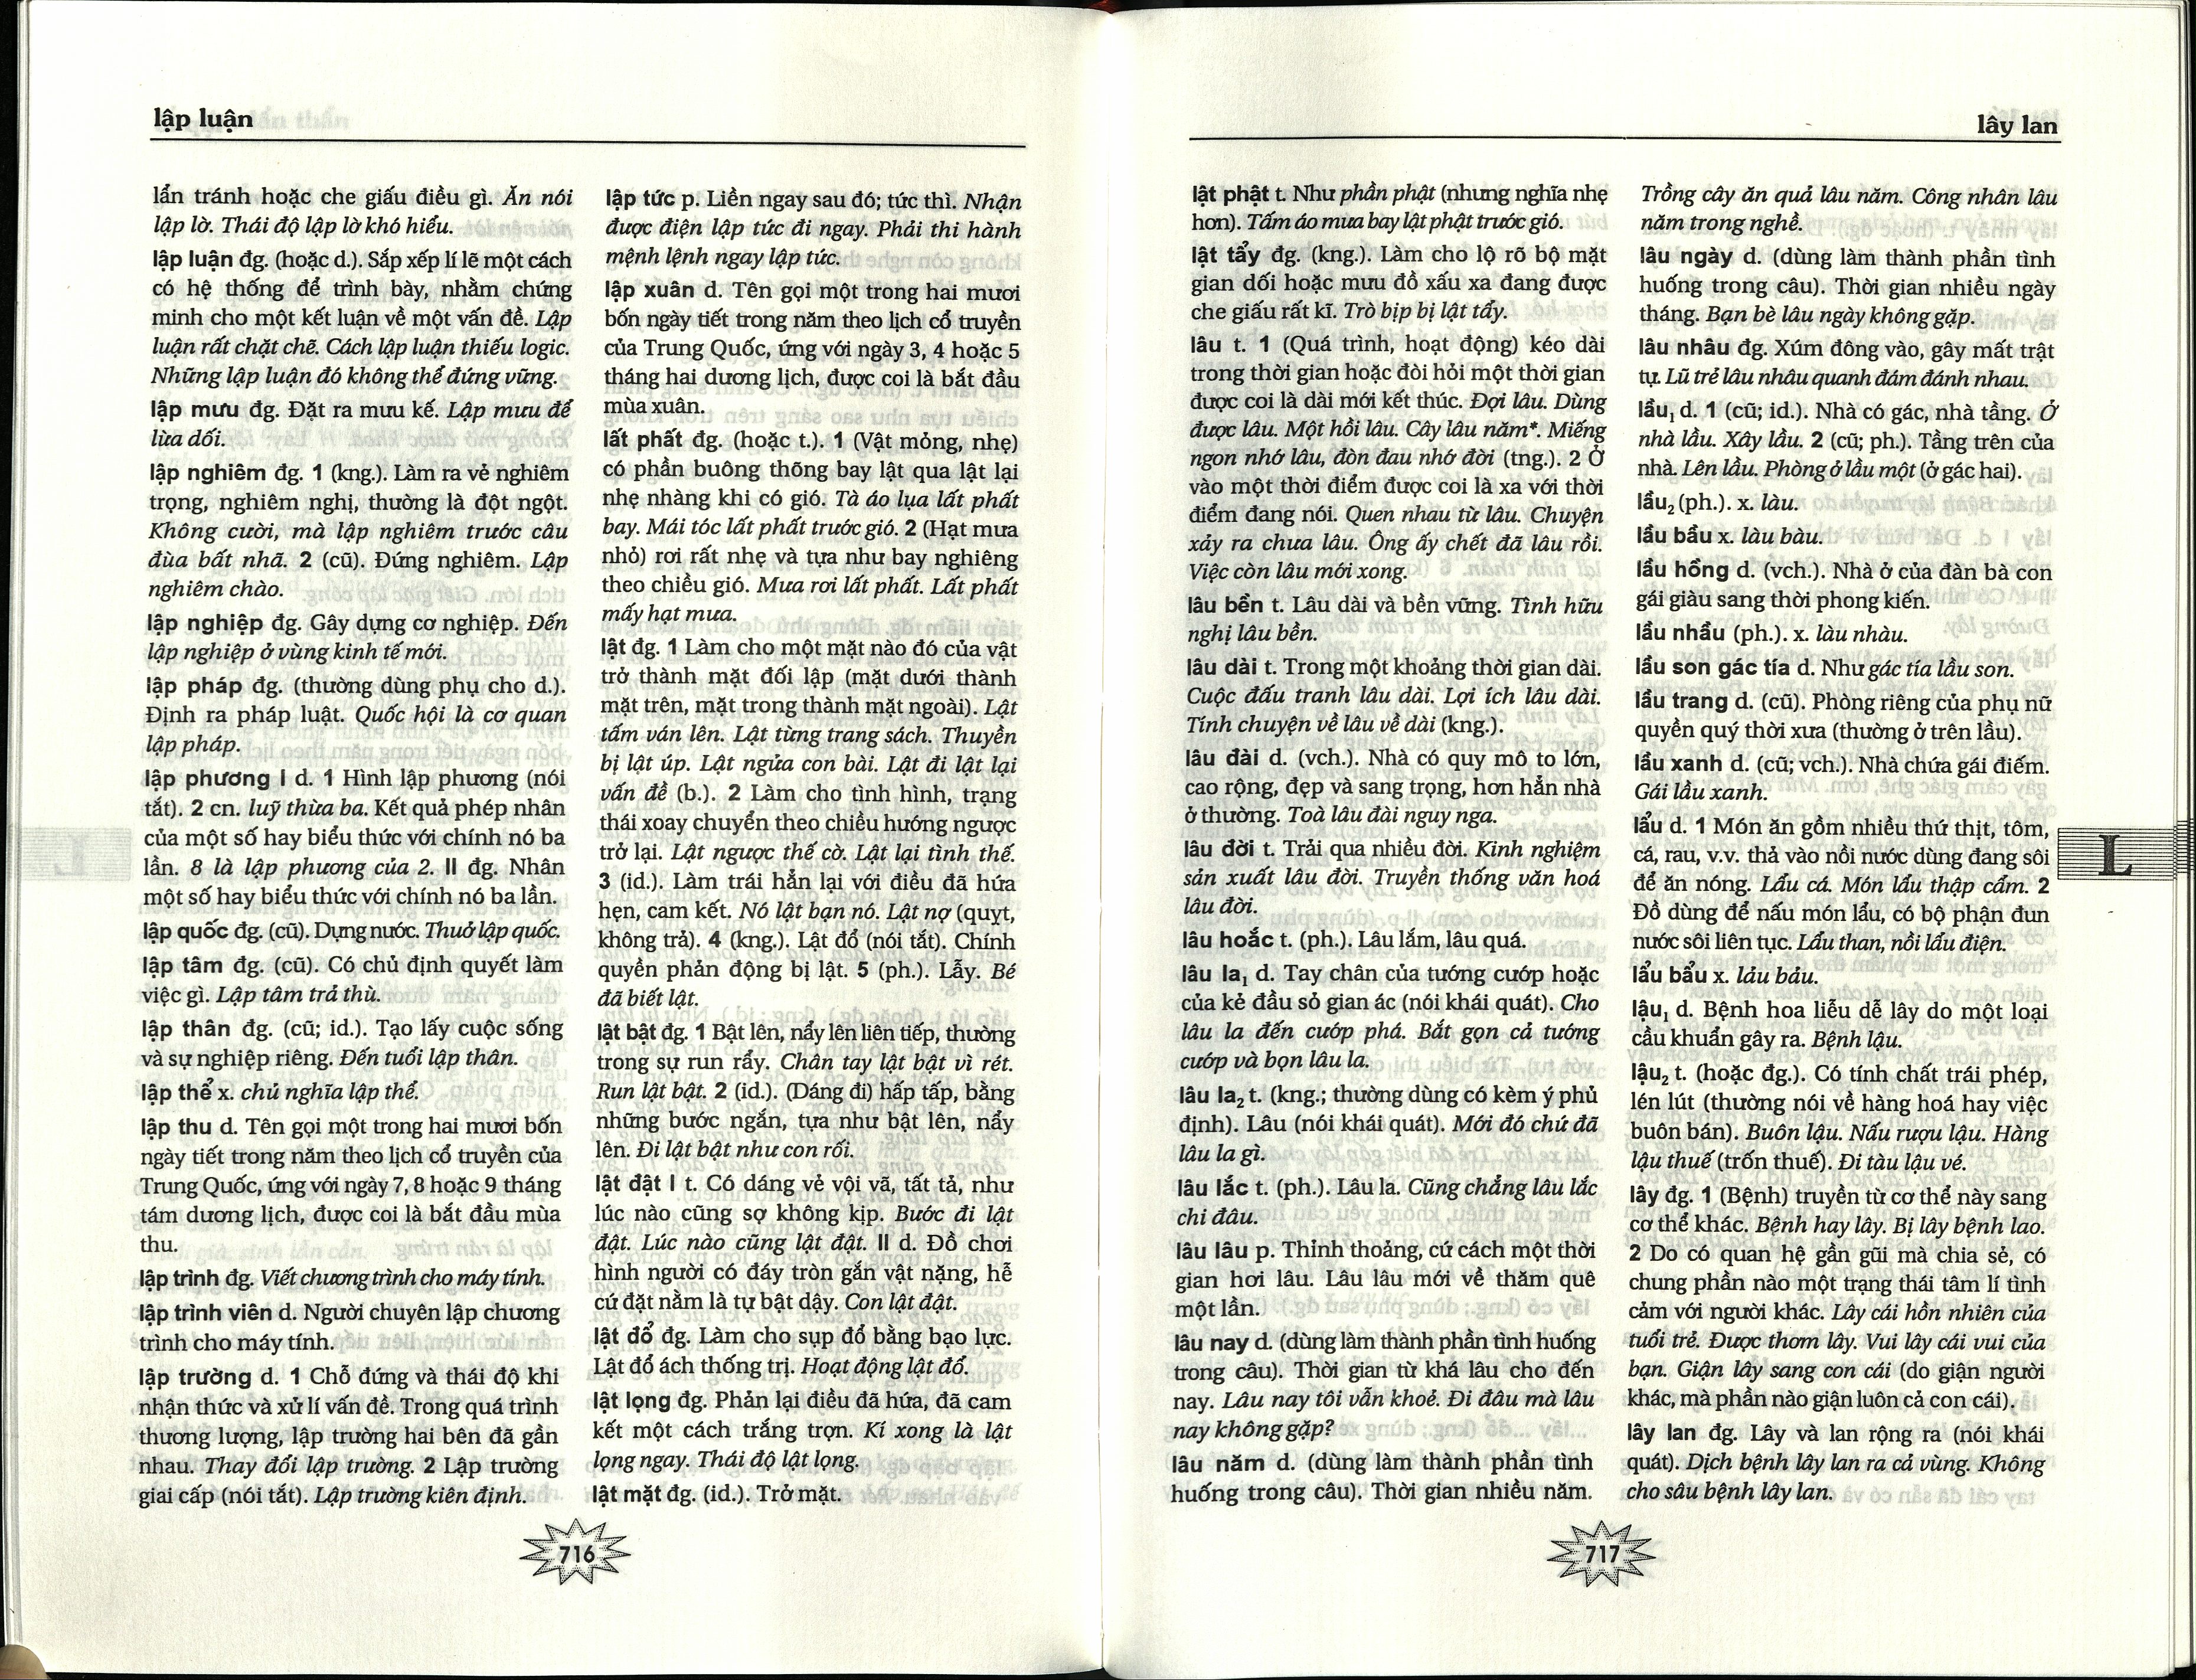 lập luận
lẩn tránh hoặc che giấu điều gì. Ăn nói
lập lờ. Thái độ lập lờ khó hiểu.
lập luận đg. (hoặc d.). Sắp xếp lí lẽ một cách
có hệ thống để trình bày, nhằm chứng
minh cho một kết luận về một vấn đề. Lập
luận rất chặt chẽ. Cách lập luận thiếu logic.
Những lập luận đó không thể đứng vững.
lập mưu đg. Đặt ra mưu kế. Lập mưu để
lừa dối.
lập nghiêm đg. 1 (kng.). Làm ra vẻ nghiêm
trọng, nghiêm nghị, thường là đột ngột.
Không cười, mà lập nghiêm trước câu
đùa bất nhã. 2 (cũ). Đứng nghiêm. Lập
nghiêm chào.
lập nghiệp đg. Gây dựng cơ nghiệp. Đến
lập nghiệp ở vùng kinh tế mới.
lập pháp đg. (thường dùng phụ cho d.).
Định ra pháp luật. Quốc hội là cơ quan
lập pháp.
lập phương I d. 1 Hình lập phương (nói
tắt). 2 cn. luỹ thừa ba. Kết quả phép nhân
của một số hay biểu thức với chính nó ba
lần. 8 là lập phương của 2. II đg. Nhân
một số hay biểu thức với chính nó ba lần.
lập quốc đg. (cũ). Dựng nước. Thuở lập quốc.
lập tâm đg. (cũ). Có chủ định quyết làm
việc gì. Lập tâm trả thù.
lập thân đg. (cũ; id.). Tạo lấy cuộc sống
và sự nghiệp riêng. Đến tuổi lập thân.
lập thể x. chủ nghĩa lập thể.
lập thu d. Tên gọi một trong hai mươi bốn
ngày tiết trong năm theo lịch cổ truyền của
Trung Quốc, ứng với ngày 7, 8 hoặc 9 tháng
tám dương lịch, được coi là bắt đầu mùa
thu.
lập trình đg. Viết chương trình cho máy tính.
lập trình viên d. Người chuyên lập chương
trình cho máy tính.
lập trường d. 1 Chỗ đứng và thái độ khi
nhận thức và xử lí vấn đề. Trong quá trình
thương lượng, lập trường hai bên đã gần
nhau. Thay đổi lập trường. 2 Lập trường
giai cấp (nói tắt). Lập trường kiên định.
lập tức p. Liền ngay sau đó; tức thì. Nhận
được điện lập tức đi ngay. Phải thi hành
mệnh lệnh ngay lập tức.
lập xuân d. Tên gọi một trong hai mươi
bốn ngày tiết trong năm theo lịch cổ truyền
của Trung Quốc, ứng với ngày 3, 4 hoặc 5
tháng hai dương lịch, được coi là bắt đầu
mùa xuân.
lất phất đg. (hoặc t.). 1 (Vật mỏng, nhẹ)
có phần buông thõng bay lật qua lật lại
nhẹ nhàng khi có gió. Tà áo lụa lất phất
bay. Mái tóc lất phất trước gió. 2 (Hạt mưa
nhỏ) rơi rất nhẹ và tựa như bay nghiêng
theo chiều gió. Mưa rơi lất phất. Lất phất
mấy hạt mưa.
lật đg. 1 Làm cho một mặt nào đó của vật
trở thành mặt đối lập (mặt dưới thành
mặt trên, mặt trong thành mặt ngoài). Lật
tấm ván lên. Lật từng trang sách. Thuyền
bị lật úp. Lật ngửa con bài. Lật đi lật lại
vấn đề (b.). 2 Làm cho tình hình, trạng
thái xoay chuyển theo chiều hướng ngược
trở lại. Lật ngược thế cờ. Lật lại tình thế.
3 (id.). Làm trái hẳn lại với điều đã hứa
hẹn, cam kết. Nó lật bạn nó. Lật nợ (quỵt,
không trả). 4 (kng.). Lật đổ (nói tắt). Chính
quyền phản động bị lật. 5 (ph.). Lẫy. Bé
đã biết lật.
lật bật đg. 1 Bật lên, nẩy lên liên tiếp, thường
trong sự run rẩy. Chân tay lật bật vì rét.
Run lật bật. 2 (id.). (Dáng đi) hấp tấp, bằng
những bước ngắn, tựa như bật lên, nẩy
lên. Đi lật bật như con rối.
lật đật I t. Có dáng vẻ vội vã, tất tả, như
lúc nào cũng sợ không kịp. Bước đi lật
đật. Lúc nào cũng lật đật. II d. Đồ chơi
hình người có đáy tròn gắn vật nặng, hễ
cứ đặt nằm là tự bật dậy. Con lật đật.
lật đổ đg. Làm cho sụp đổ bằng bạo lực.
Lật đổ ách thống trị. Hoạt động lật đổ.
lật lọng đg. Phản lại điều đã hứa, đã cam
kết một cách trắng trợn. Kí xong là lật
lọng ngay. Thái độ lật lọng.
lật mặt đg. (id.). Trở mặt.
716
lây lan
lật phật t. Như phần phật (nhưng nghĩa nhẹ
hơn). Tấm áo mưa bay lật phật trước gió.
lật tẩy đg. (kng.). Làm cho lộ rõ bộ mặt
gian dối hoặc mưu đồ xấu xa đang được
che giấu rất kĩ. Trò bịp bị lật tẩy.
lâu t. 1 (Quá trình, hoạt động) kéo dài
trong thời gian hoặc đòi hỏi một thời gian
được coi là dài mới kết thúc. Đợi lâu. Dùng
được lâu. Một hồi lâu. Cây lâu năm*. Miếng
ngon nhớ lâu, đòn đau nhớ đời (tng.). 2 Ở
vào một thời điểm được coi là xa với thời
điểm đang nói. Quen nhau từ lâu. Chuyện
xảy ra chưa lâu. Ông ấy chết đã lâu rồi.
Việc còn lâu mới xong.
lâu bền t. Lâu dài và bền vững. Tình hữu
nghị lâu bền.
lâu dài t. Trong một khoảng thời gian dài.
Cuộc đấu tranh lâu dài. Lợi ích lâu dài.
Tính chuyện về lâu về dài (kng.).
lâu đài d. (vch.). Nhà có quy mô to lớn,
cao rộng, đẹp và sang trọng, hơn hẳn nhà
ở thường. Toà lâu đài nguy nga.
lâu đời t. Trải qua nhiều đời. Kinh nghiệm
sản xuất lâu đời. Truyền thống văn hoá
lâu đời.
lâu hoắc t. (ph.). Lâu lắm, lâu quá.
lâu la₁ d. Tay chân của tướng cướp hoặc
của kẻ đầu sỏ gian ác (nói khái quát). Cho
lâu la đến cướp phá. Bắt gọn cả tướng
cướp và bọn lâu la.
lâu la₂ t. (kng.; thường dùng có kèm ý phủ
định). Lâu (nói khái quát). Mới đó chứ đã
lâu la gì.
lâu lắc t. (ph.). Lâu la. Cũng chẳng lâu lắc
chi đâu.
lâu lâu p. Thỉnh thoảng, cứ cách một thời
gian hơi lâu. Lâu lâu mới về thăm quê
một lần.
lâu nay d. (dùng làm thành phần tình huống
trong câu). Thời gian từ khá lâu cho đến
nay. Lâu nay tôi vẫn khoẻ. Đi đâu mà lâu
nay không gặp?
lâu năm d. (dùng làm thành phần tình
huống trong câu). Thời gian nhiều năm.
Trồng cây ăn quả lâu năm. Công nhân lâu
năm trong nghề.
lâu ngày d. (dùng làm thành phần tình
huống trong câu). Thời gian nhiều ngày
tháng. Bạn bè lâu ngày không gặp.
lâu nhâu đg. Xúm đông vào, gây mất trật
tự. Lũ trẻ lâu nhâu quanh đám đánh nhau.
lầu₁ d. 1 (cũ; id.). Nhà có gác, nhà tầng. Ở
nhà lầu. Xây lầu. 2 (cũ; ph.). Tầng trên của
nhà. Lên lầu. Phòng ở lầu một (ở gác hai).
lầu₂ (ph.). x. làu.
lầu bầu x. làu bàu.
lầu hồng d. (vch.). Nhà ở của đàn bà con
gái giàu sang thời phong kiến.
lầu nhầu (ph.). x. làu nhàu.
lầu son gác tía d. Như gác tía lầu son.
lầu trang d. (cũ). Phòng riêng của phụ nữ
quyền quý thời xưa (thường ở trên lầu).
lầu xanh d. (cũ; vch.). Nhà chứa gái điếm.
Gái lầu xanh.
lẩu d. 1 Món ăn gồm nhiều thứ thịt, tôm,
cá, rau, v.v. thả vào nồi nước dùng đang sôi
để ăn nóng. Lẩu cá. Món lẩu thập cẩm. 2
Đồ dùng để nấu món lẩu, có bộ phận đun
nước sôi liên tục. Lẩu than, nồi lẩu điện.
lẩu bẩu x. lảu bảu.
lậu₁ d. Bệnh hoa liễu dễ lây do một loại
cầu khuẩn gây ra. Bệnh lậu.
lậu₂ t. (hoặc đg.). Có tính chất trái phép,
lén lút (thường nói về hàng hoá hay việc
buôn bán). Buôn lậu. Nấu rượu lậu. Hàng
lậu thuế (trốn thuế). Đi tàu lậu vé.
lây đg. 1 (Bệnh) truyền từ cơ thể này sang
cơ thể khác. Bệnh hay lây. Bị lây bệnh lao.
2 Do có quan hệ gần gũi mà chia sẻ, có
chung phần nào một trạng thái tâm lí tình
cảm với người khác. Lây cái hồn nhiên của
tuổi trẻ. Được thơm lây. Vui lây cái vui của
bạn. Giận lây sang con cái (do giận người
khác, mà phần nào giận luôn cả con cái).
lây lan đg. Lây và lan rộng ra (nói khái
quát). Dịch bệnh lây lan ra cả vùng. Không
cho sâu bệnh lây lan.
L
717